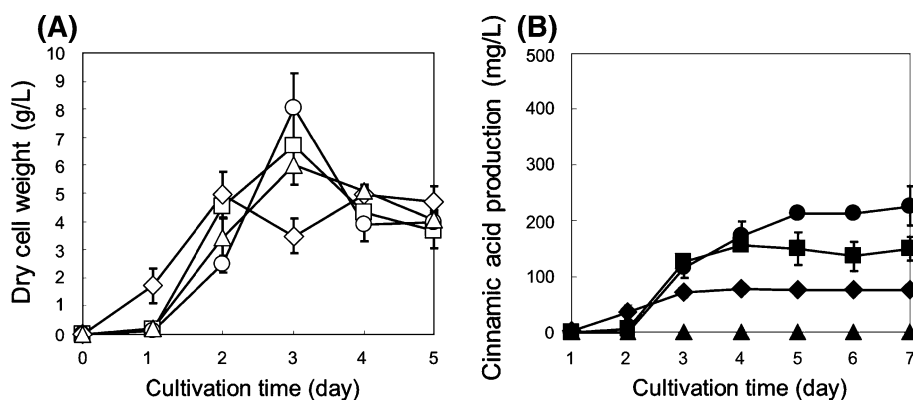 (A)
Dry cell weight (g/L)
10
9
8
7
6
5
4
3
2
1
0
0 1 2 3 4 5
Cultivation time (day)
(B)
Cinnamic acid production (mg/L)
500
400
300
200
100
0
1 2 3 4 5 6 7
Cultivation time (day)